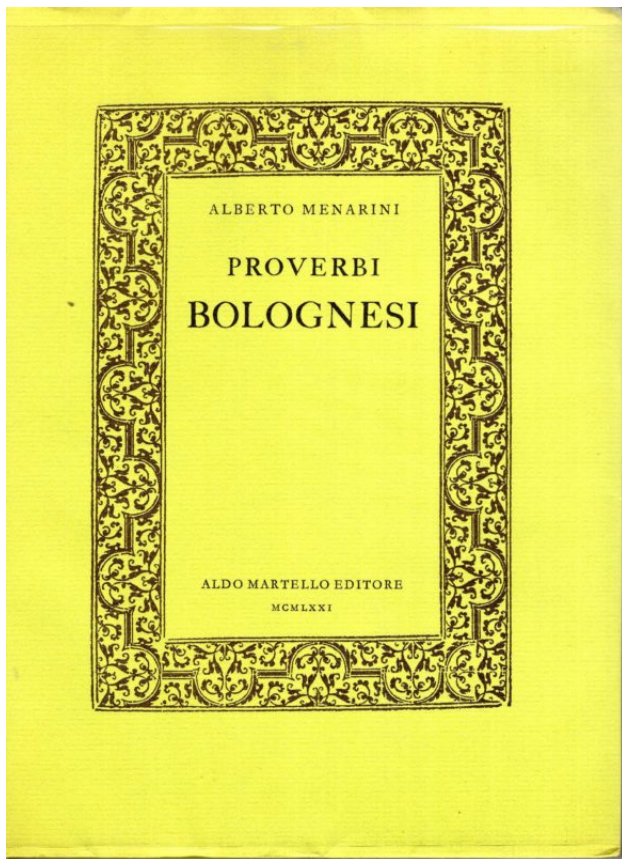 ALBERTO MENARINI
PROVERBI
BOLOGNESI
ALDO MARTELLO EDITORE
MCMLXXI